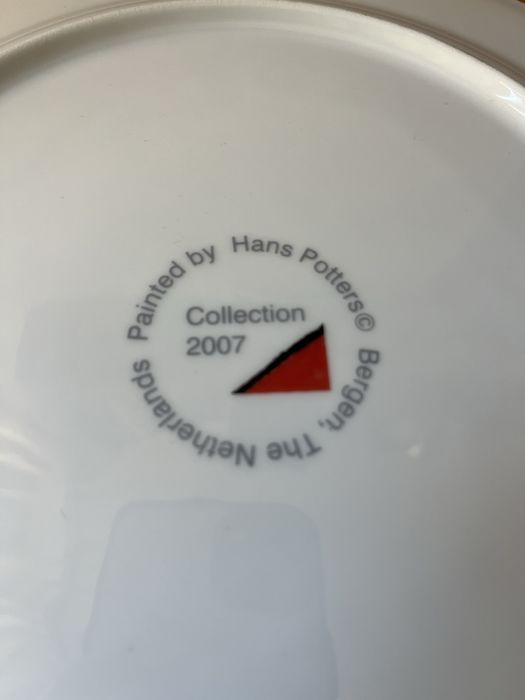 Painted by Hans Potters© Bergen, The Netherlands
Collection
2007